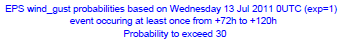 EPS wind_gust probabilities based on Wednesday 13 Jul 2011 0UTC (exp=1)
event occuring at least once from +72h to +120h
Probability to exceed 30